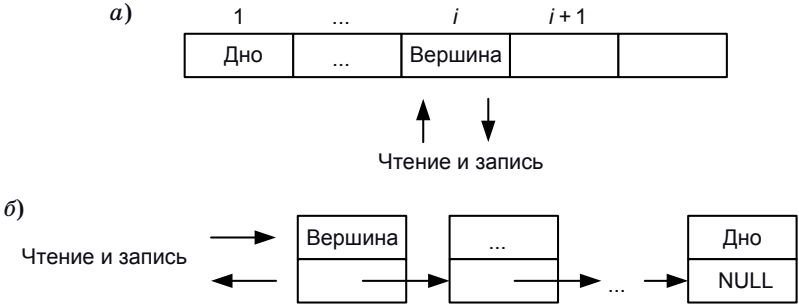 а) 1 ... i i + 1
Дно ... Вершина
Чтение и запись
б)
Вершина ... Дно
Чтение и запись
... NULL